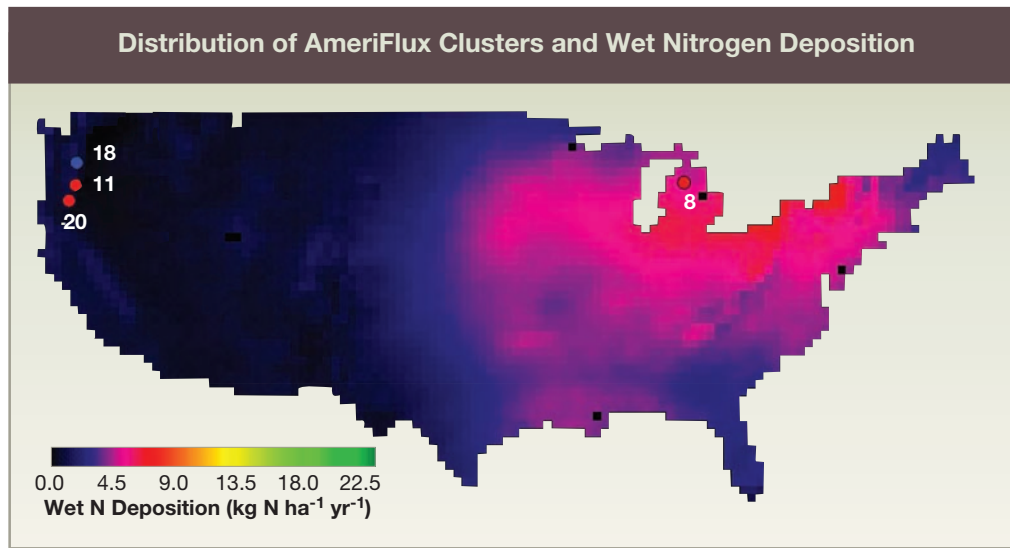 Distribution of AmeriFlux Clusters and Wet Nitrogen Deposition
18
11
-20
8
0.0 4.5 9.0 13.5 18.0 22.5
Wet N Deposition (kg N ha⁻¹ yr⁻¹)